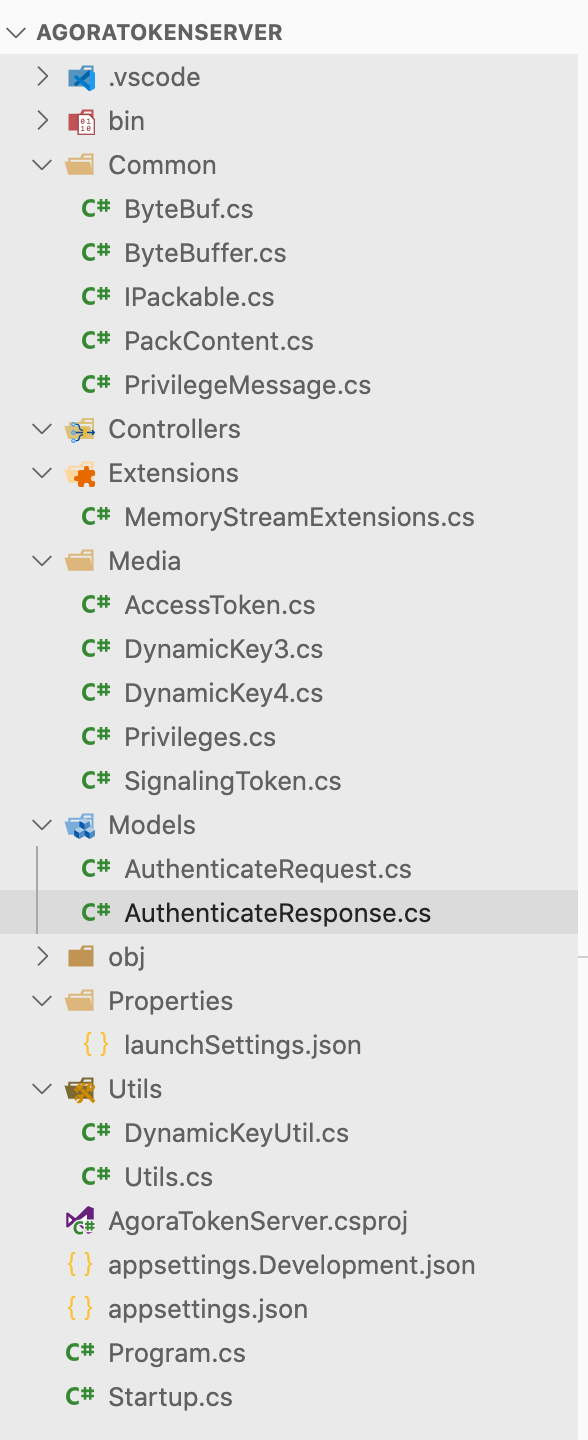 AGORATOKENSERVER
.vscode
bin
Common
C# ByteBuf.cs
C# ByteBuffer.cs
C# IPackable.cs
C# PackContent.cs
C# PrivilegeMessage.cs
Controllers
Extensions
C# MemoryStreamExtensions.cs
Media
C# AccessToken.cs
C# DynamicKey3.cs
C# DynamicKey4.cs
C# Privileges.cs
C# SignalingToken.cs
Models
C# AuthenticateRequest.cs
C# AuthenticateResponse.cs
obj
Properties
{} launchSettings.json
Utils
C# DynamicKeyUtil.cs
C# Utils.cs
AgoraTokenServer.csproj
{} appsettings.Development.json
{} appsettings.json
C# Program.cs
C# Startup.cs